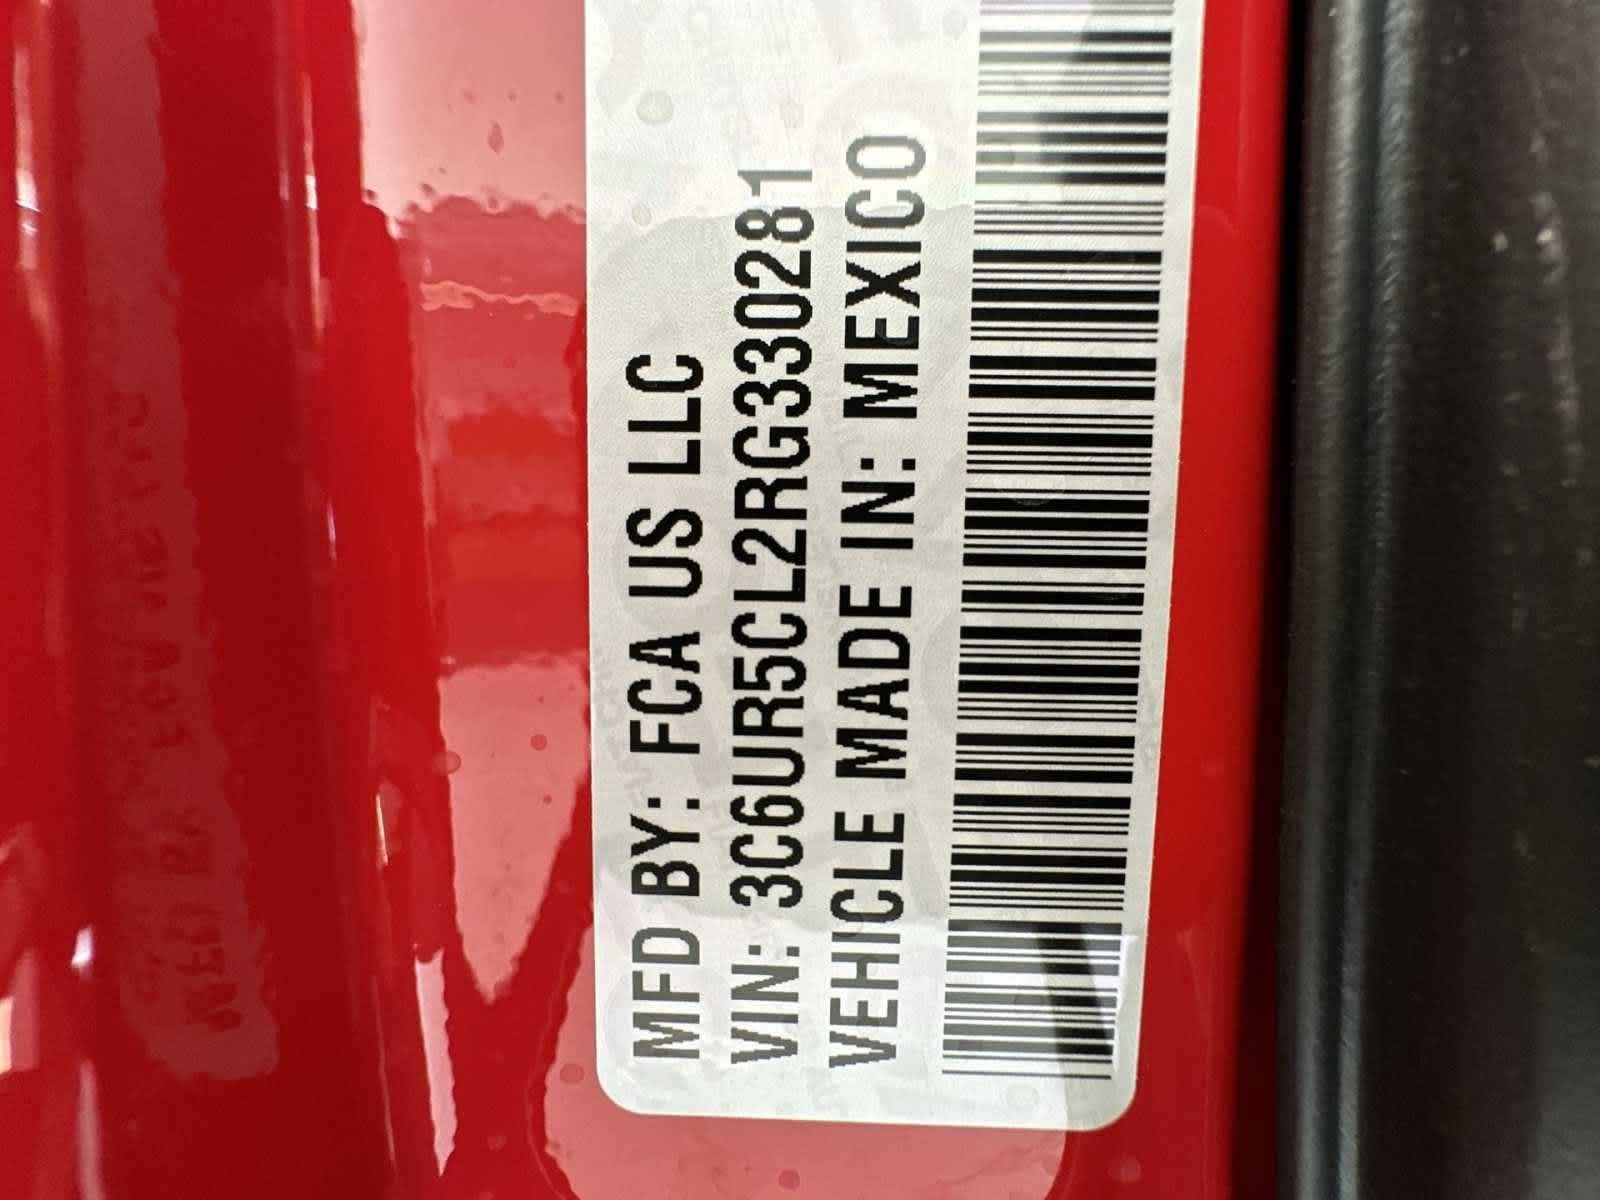 MFD BY: FCA US LLC
VIN: 3C6UR5CL2RG330281
VEHICLE MADE IN: MEXICO